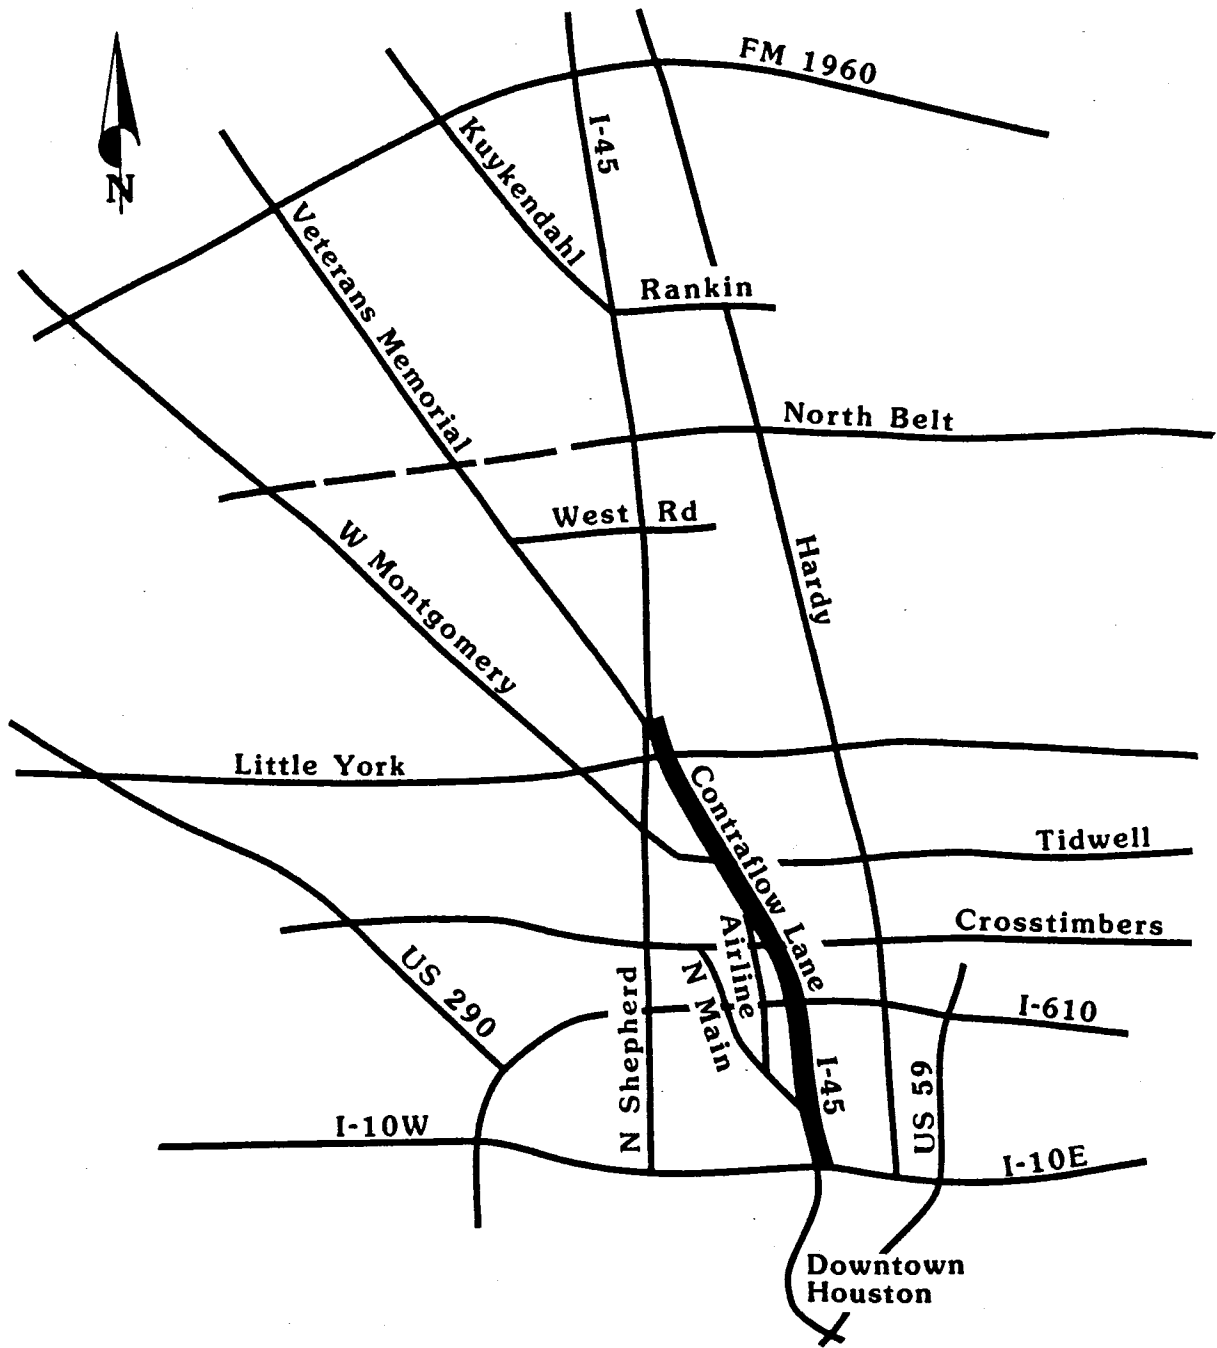 FM 1960
I-45
Kuykendahl
N
Veterans Memorial
Rankin
North Belt
West Rd
W Montgomery
Hardy
Little York
Contraflow Lane
Tidwell
Airline
Crosstimbers
US 290
N Main
N Shepherd
I-610
I-45
US 59
I-10W
I-10E
Downtown
Houston